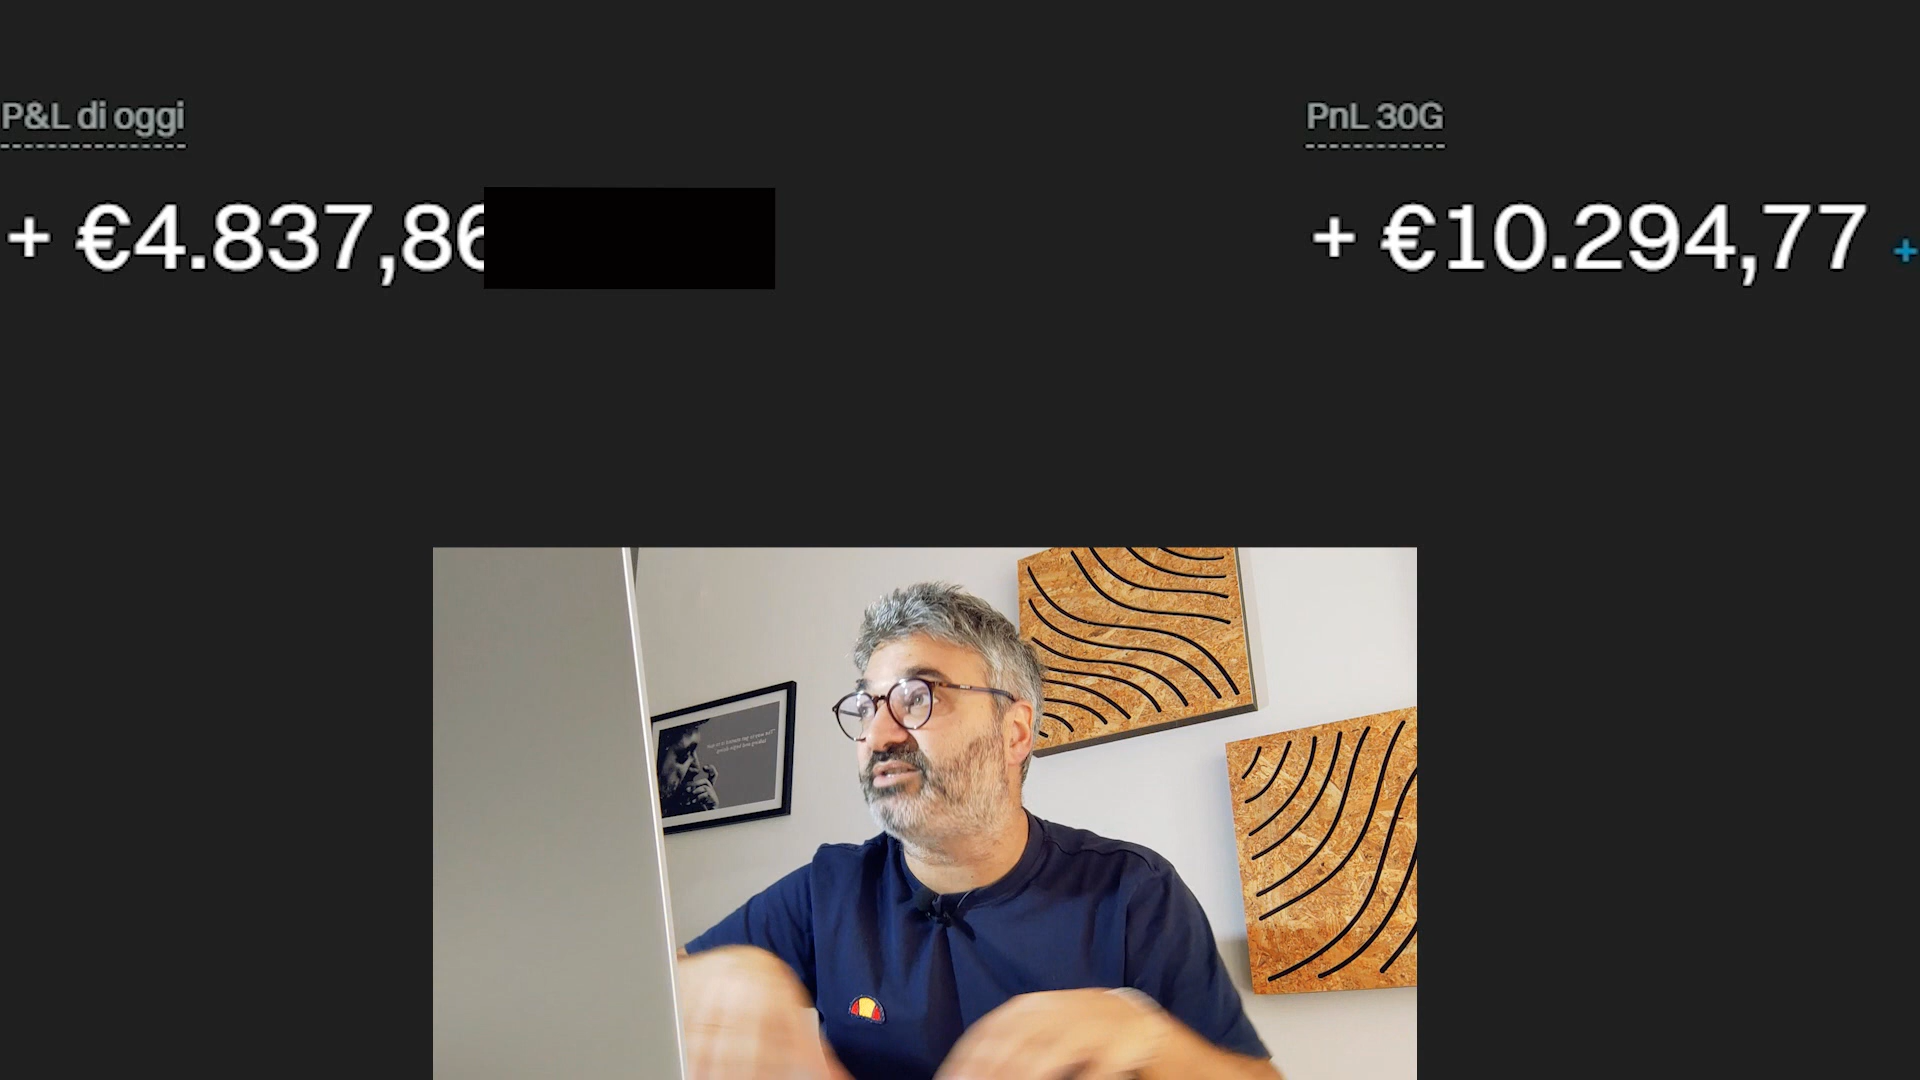 P&L di oggi
PnL 30G
+ €4.837,86
+ €10.294,77 +